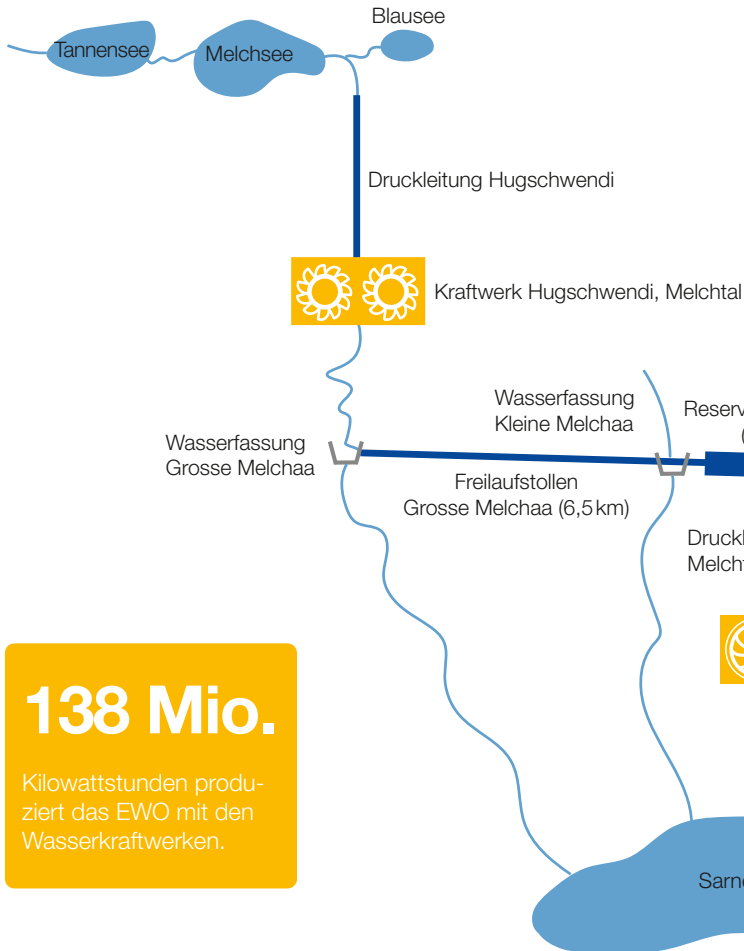 Blausee
Tannensee
Melchsee
Druckleitung Hugschwendi
Kraftwerk Hugschwendi, Melchtal
Wasserfassung
Kleine Melchaa
Wasserfassung
Grosse Melchaa
Freilaufstollen
Grosse Melchaa (6,5 km)
138 Mio.
Kilowattstunden produ-
ziert das EWO mit den
Wasserkraftwerken.